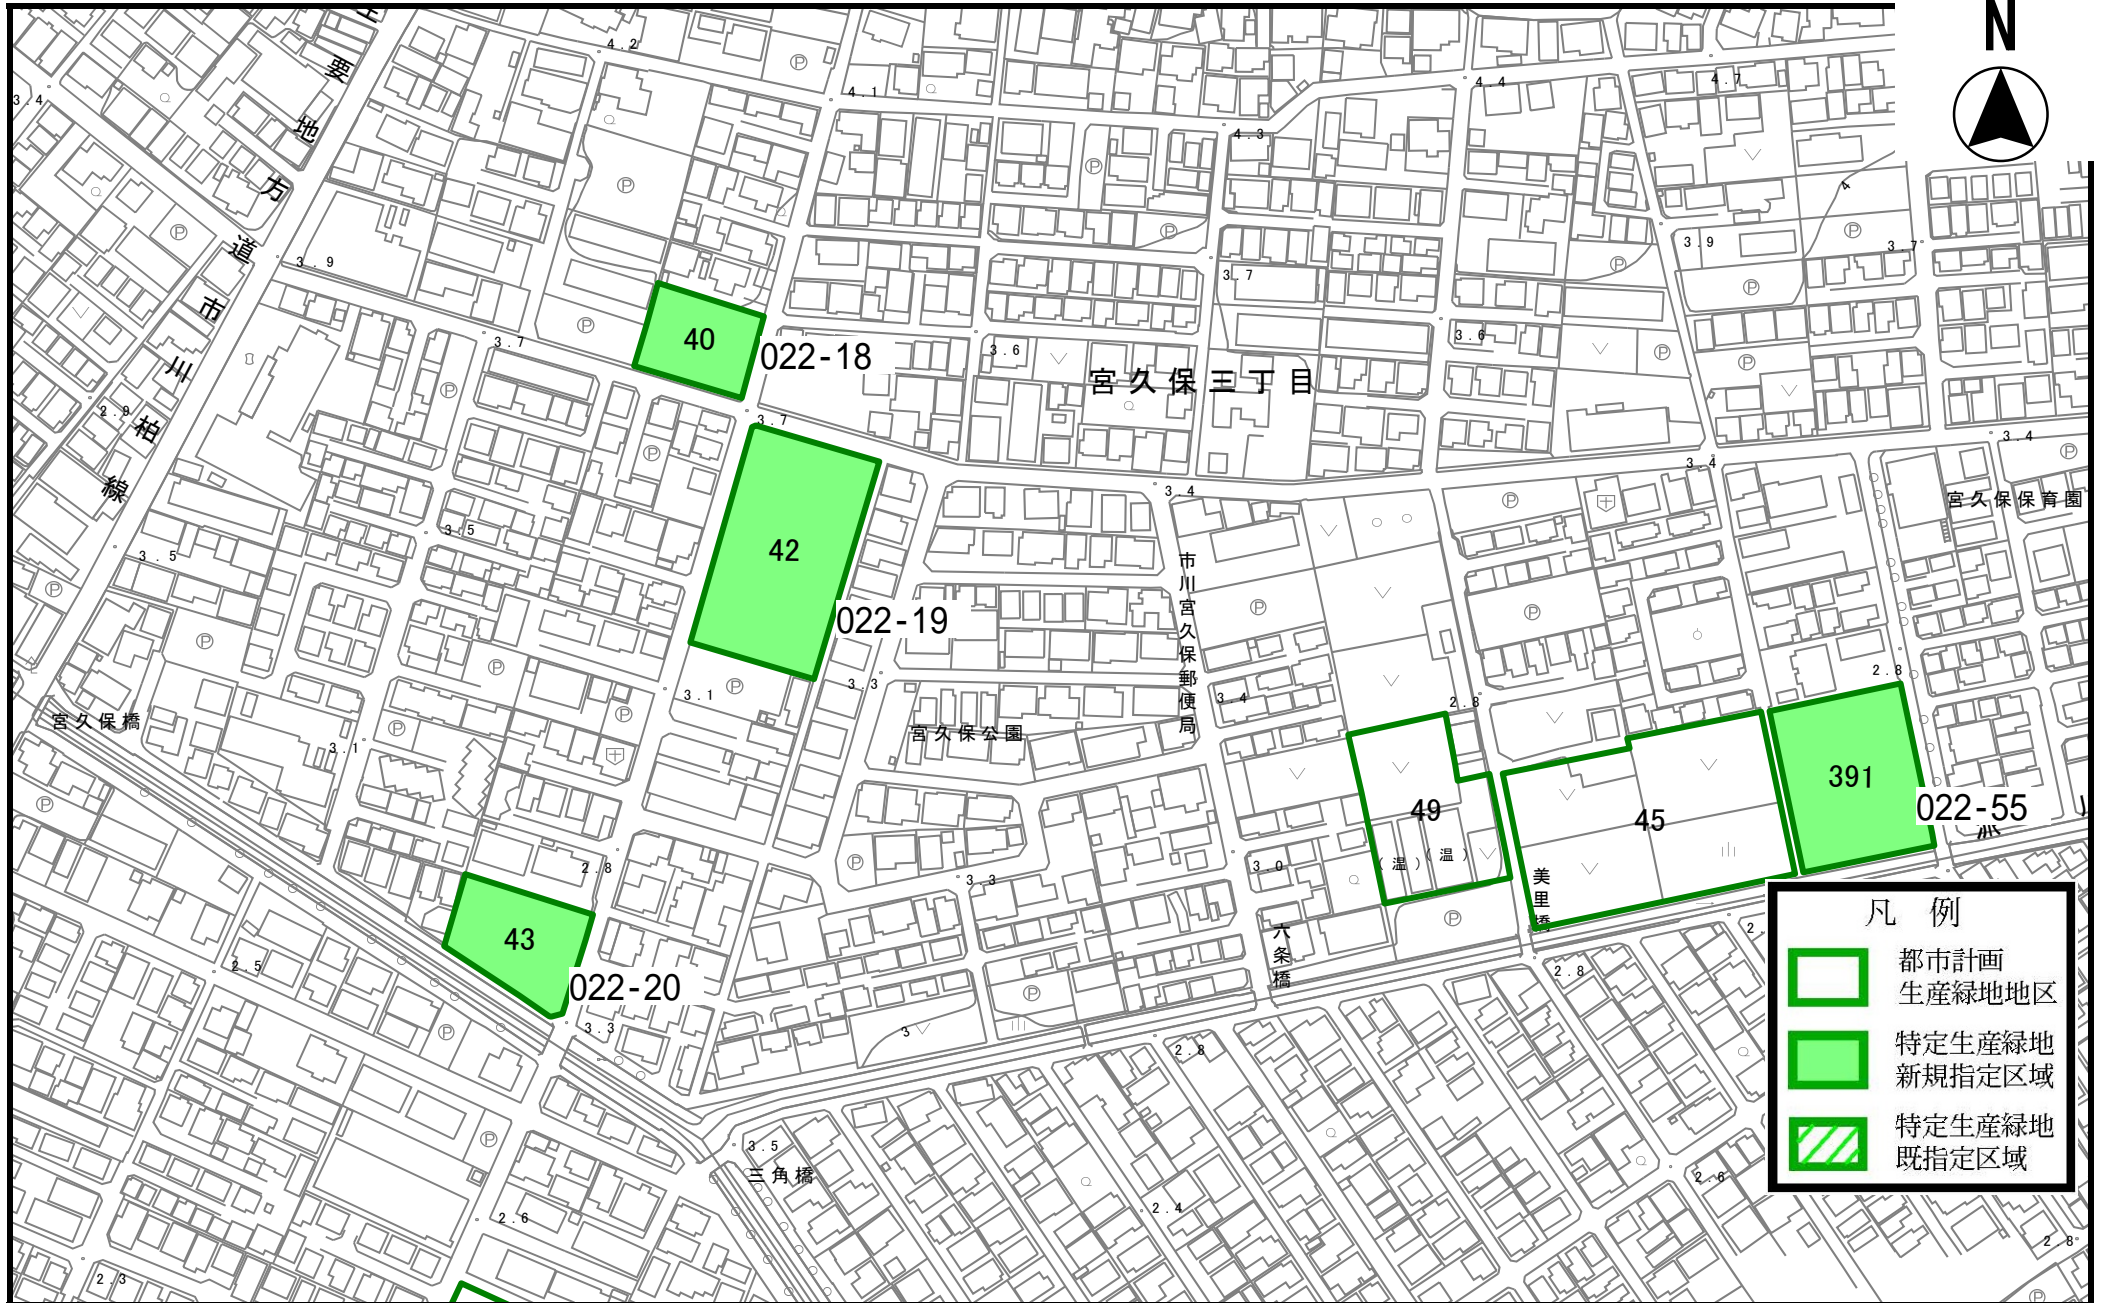 N
主要地方道市川柏線
4.2
4.1
4.4
4.7
3.4
4.3
4
3.9
3.9
3.7
3.7
40
022-18
3.7
3.6
3.6
宮久保三丁目
2.9
3.7
3.4
3.4
3.4
宮久保保育園
3.5
3.5
42
022-19
市川宮久保郵便局
3.1
3.3
3.4
2.8
2.8
宮久保橋
3.1
宮久保公園
49
45
391
022-55
派
川
(温)
(温)
3.0
3.3
2.8
美里橋
六条橋
43
022-20
2.5
3.3
3
2.8
2.8
3.5
三角橋
2.4
2.6
2.6
2.3
2.8
凡 例
都市計画
生産緑地地区
特定生産緑地
新規指定区域
特定生産緑地
既指定区域